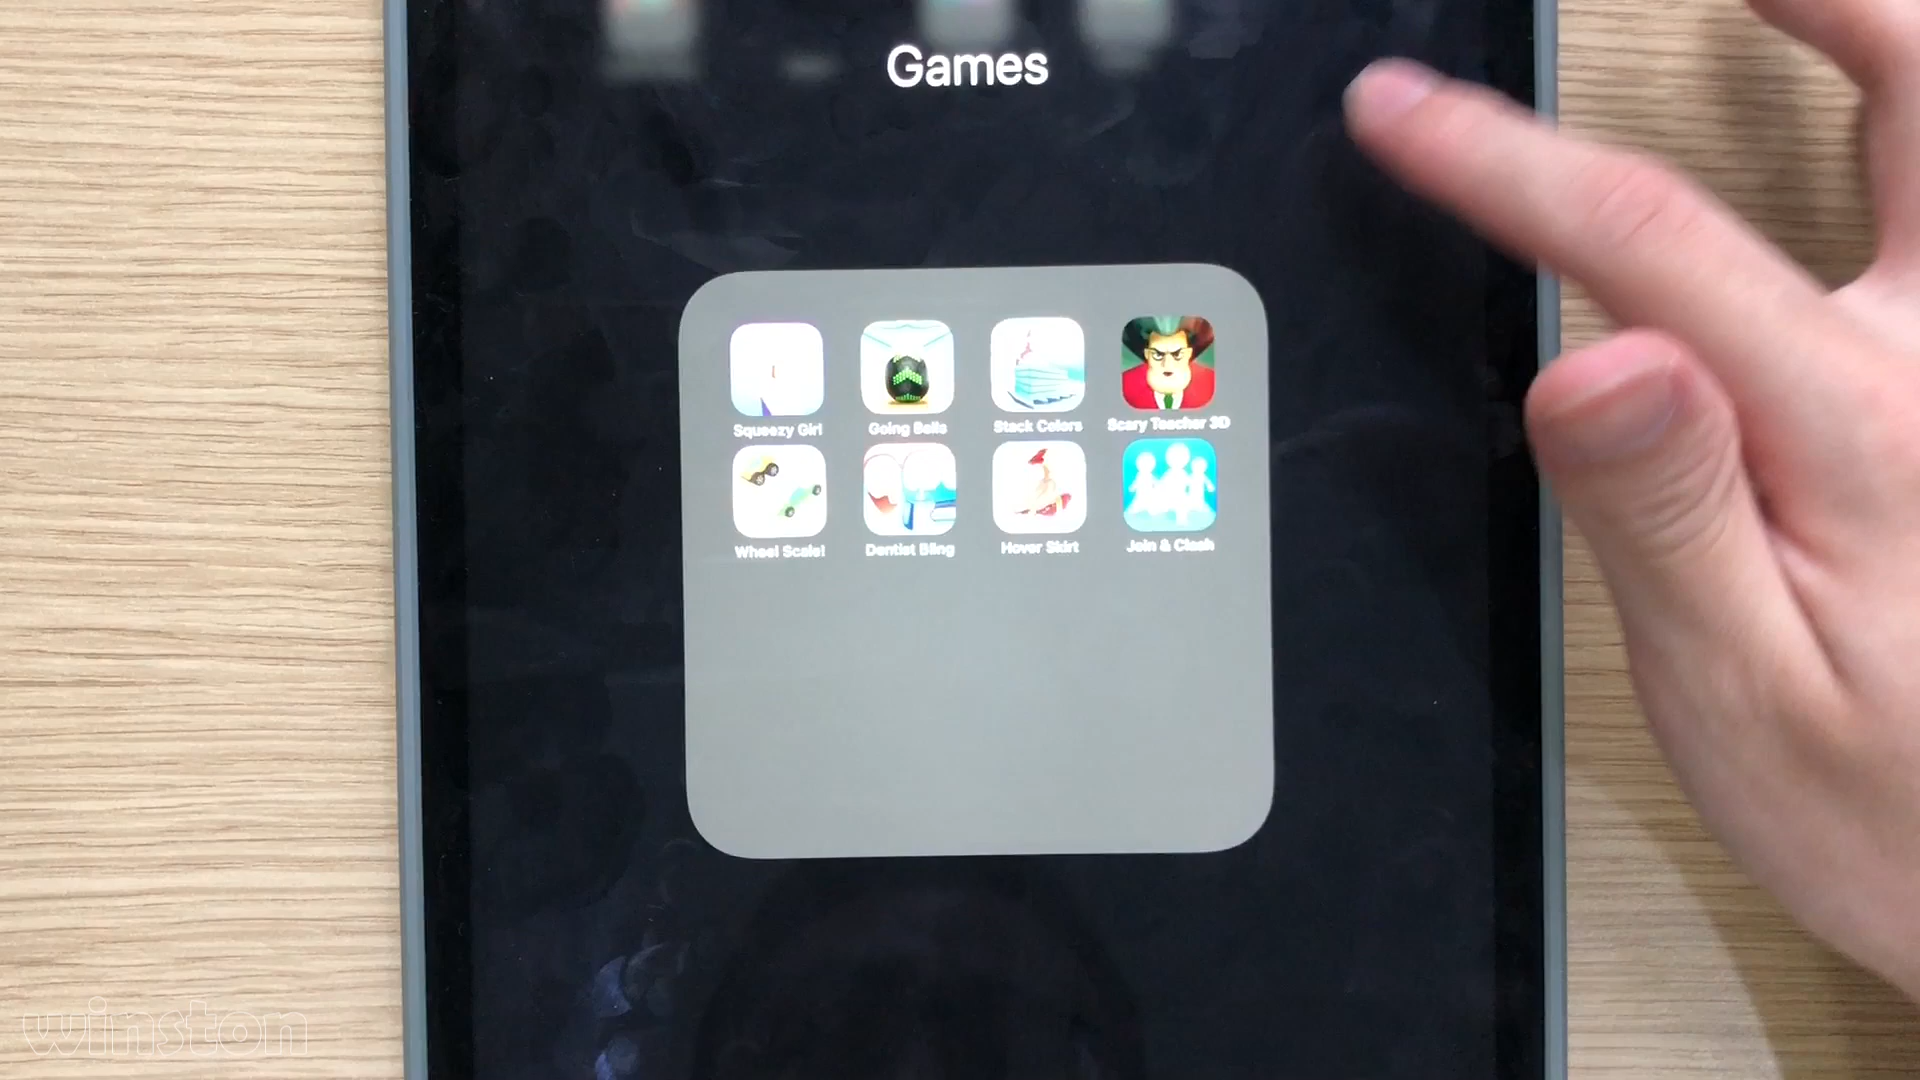 Games
Squeezy Girl Going Balls Stack Colors Scary Teacher 3D
Wheel Scale! Dentist Bling Hover Skirt Join & Clash
winston